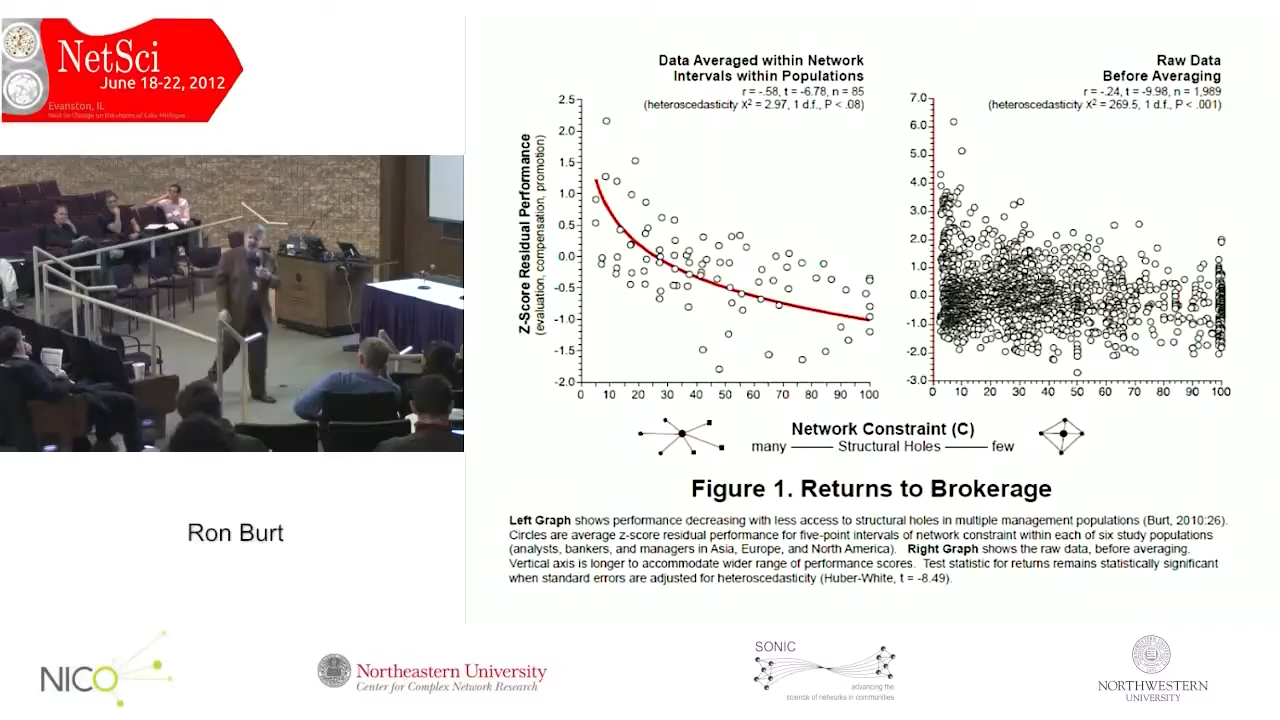 NetSci
June 18-22, 2012
Evanston, IL
Data Averaged within Network
Intervals within Populations
r = -.58, t = -6.78, n = 85
(heteroscedasticity X² = 2.97, 1 d.f., P < .08)
Raw Data
Before Averaging
r = -.24, t = -9.98, n = 1,989
(heteroscedasticity X² = 269.5, 1 d.f., P < .001)
Z-Score Residual Performance
(evaluation, compensation, promotion)
2.5
2.0
1.5
1.0
0.5
0.0
-0.5
-1.0
-1.5
-2.0
0 10 20 30 40 50 60 70 80 90 100
7.0
6.0
5.0
4.0
3.0
2.0
1.0
0.0
-1.0
-2.0
-3.0
0 10 20 30 40 50 60 70 80 90 100
Network Constraint (C)
many Structural Holes few
Figure 1. Returns to Brokerage
Left Graph shows performance decreasing with less access to structural holes in multiple management populations (Burt, 2010:26).
Circles are average z-score residual performance for five-point intervals of network constraint within each of six study populations
(analysts, bankers, and managers in Asia, Europe, and North America). Right Graph shows the raw data, before averaging.
Vertical axis is longer to accommodate wider range of performance scores. Test statistic for returns remains statistically significant
when standard errors are adjusted for heteroscedasticity (Huber-White, t = -8.49).
Ron Burt
NICO
Northeastern University
Center for Complex Network Research
SONIC
advancing the
science of networks in communities
NORTHWESTERN
UNIVERSITY